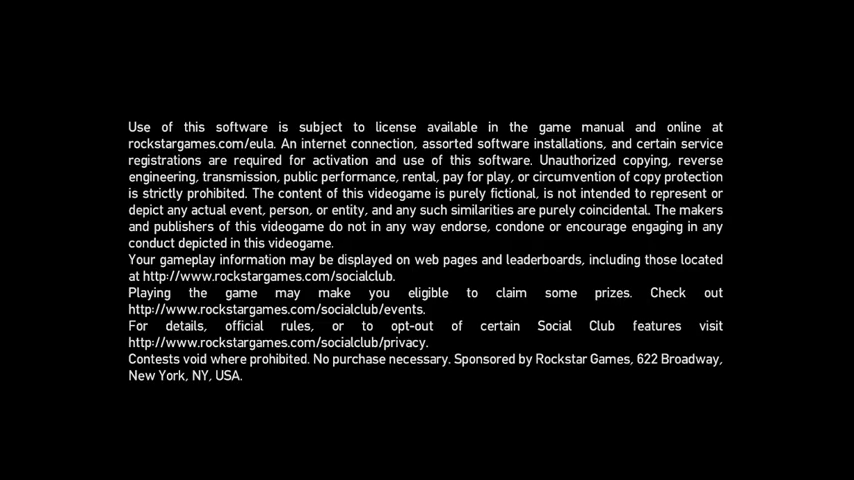 Use of this software is subject to license available in the game manual and online at
rockstargames.com/eula. An internet connection, assorted software installations, and certain service
registrations are required for activation and use of this software. Unauthorized copying, reverse
engineering, transmission, public performance, rental, pay for play, or circumvention of copy protection
is strictly prohibited. The content of this videogame is purely fictional, is not intended to represent or
depict any actual event, person, or entity, and any such similarities are purely coincidental. The makers
and publishers of this videogame do not in any way endorse, condone or encourage engaging in any
conduct depicted in this videogame.
Your gameplay information may be displayed on web pages and leaderboards, including those located
at http://www.rockstargames.com/socialclub.
Playing the game may make you eligible to claim some prizes. Check out
http://www.rockstargames.com/socialclub/events.
For details, official rules, or to opt-out of certain Social Club features visit
http://www.rockstargames.com/socialclub/privacy.
Contests void where prohibited. No purchase necessary. Sponsored by Rockstar Games, 622 Broadway,
New York, NY, USA.